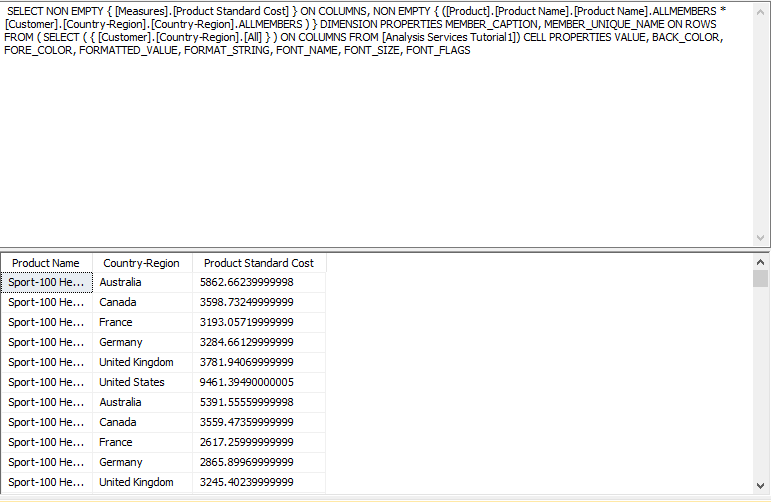 SELECT NON EMPTY { [Measures].[Product Standard Cost] } ON COLUMNS, NON EMPTY { ([Product].[Product Name].[Product Name].ALLMEMBERS *
[Customer].[Country-Region].[Country-Region].ALLMEMBERS ) } DIMENSION PROPERTIES MEMBER_CAPTION, MEMBER_UNIQUE_NAME ON ROWS
FROM ( SELECT ( { [Customer].[Country-Region].[All] } ) ON COLUMNS FROM [Analysis Services Tutorial1]) CELL PROPERTIES VALUE, BACK_COLOR,
FORE_COLOR, FORMATTED_VALUE, FORMAT_STRING, FONT_NAME, FONT_SIZE, FONT_FLAGS
Product Name Country-Region Product Standard Cost
Sport-100 He... Australia 5862.66239999998
Sport-100 He... Canada 3598.73249999999
Sport-100 He... France 3193.05719999999
Sport-100 He... Germany 3284.66129999999
Sport-100 He... United Kingdom 3781.94069999999
Sport-100 He... United States 9461.39490000005
Sport-100 He... Australia 5391.55559999998
Sport-100 He... Canada 3559.47359999999
Sport-100 He... France 2617.25999999999
Sport-100 He... Germany 2865.89969999999
Sport-100 He... United Kingdom 3245.40239999999